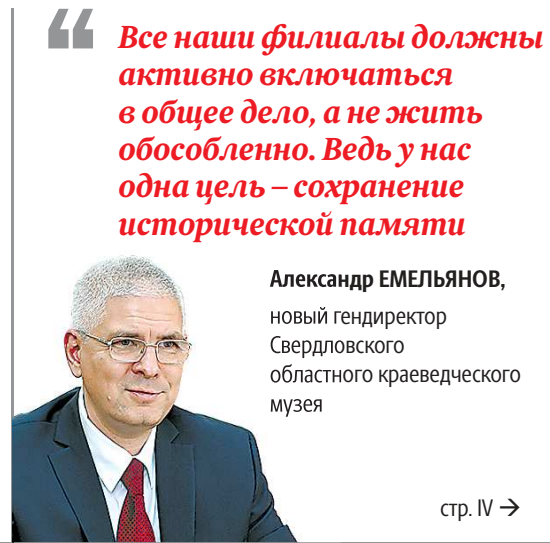 “
Все наши филиалы должны
активно включаться
в общее дело, а не жить
обособленно. Ведь у нас
одна цель – сохранение
исторической памяти
Александр ЕМЕЛЬЯНОВ,
новый гендиректор
Свердловского
областного краеведческого
музея
стр. IV →